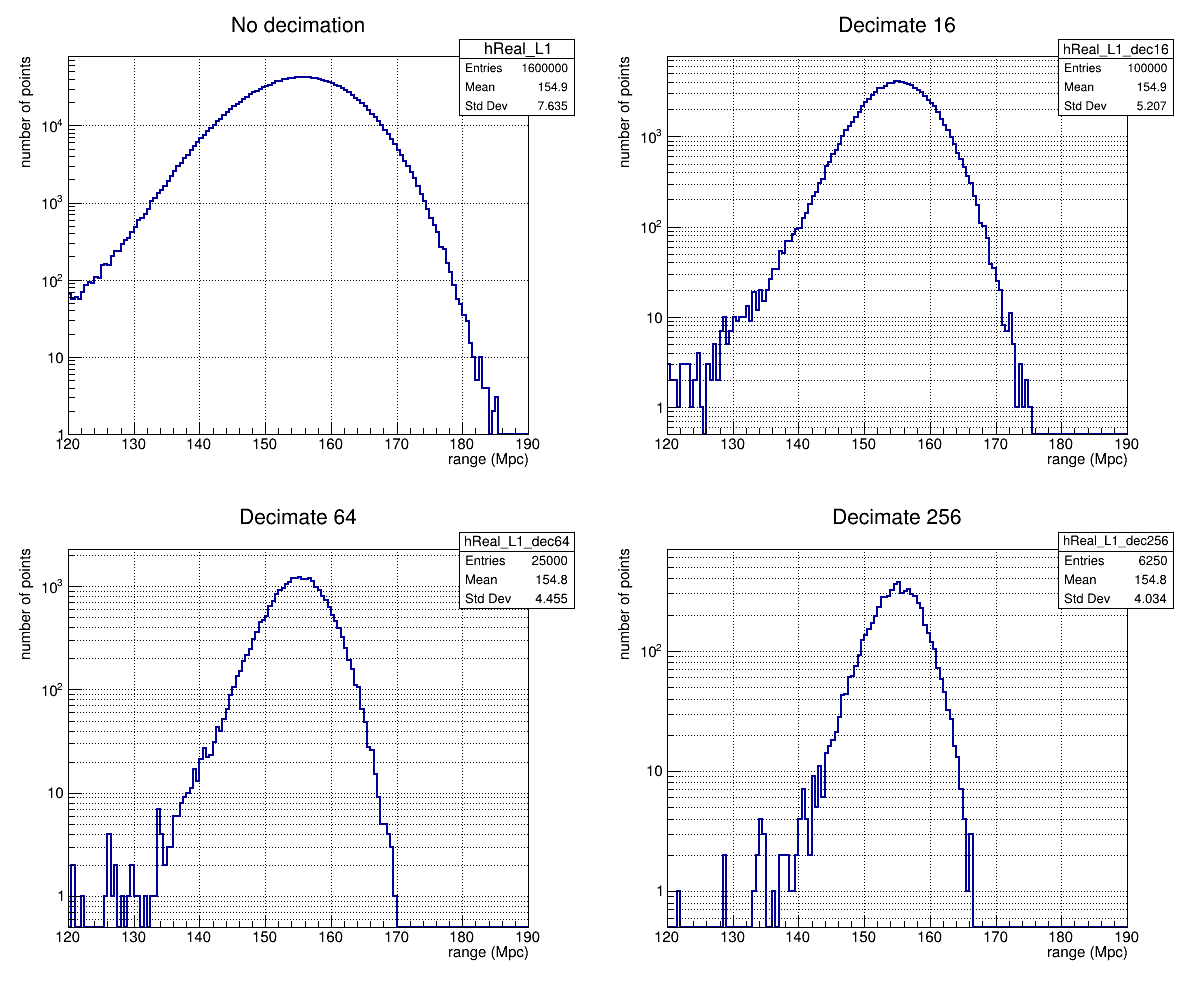 No decimation
hReal_L1
Entries 1600000
Mean 154.9
Std Dev 7.635
number of points
10^4
10^3
10^2
10
1
120 130 140 150 160 170 180 190
range (Mpc)
Decimate 16
hReal_L1_dec16
Entries 100000
Mean 154.9
Std Dev 5.207
number of points
10^3
10^2
10
1
120 130 140 150 160 170 180 190
range (Mpc)
Decimate 64
hReal_L1_dec64
Entries 25000
Mean 154.8
Std Dev 4.455
number of points
10^3
10^2
10
1
120 130 140 150 160 170 180 190
range (Mpc)
Decimate 256
hReal_L1_dec256
Entries 6250
Mean 154.8
Std Dev 4.034
number of points
10^2
10
1
120 130 140 150 160 170 180 190
range (Mpc)